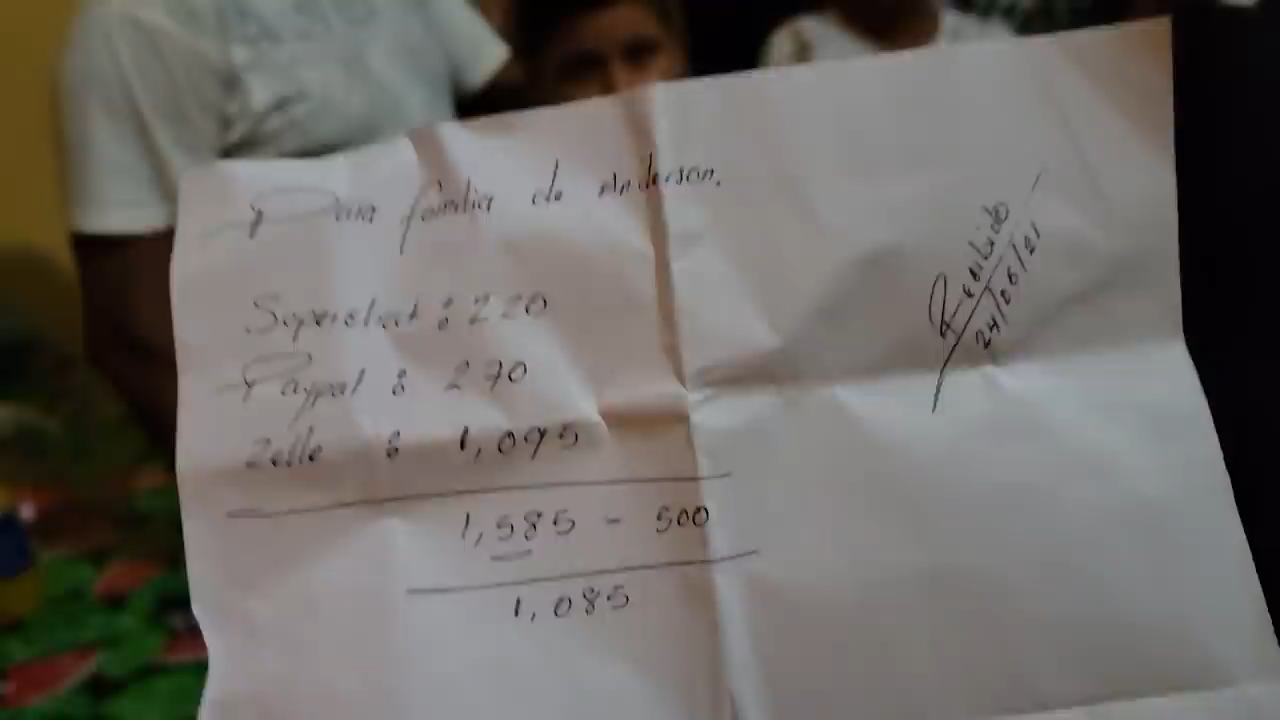 Para familia de Anderson.
Superchat : 220
Paypal : 270
Zelle : 1,095
1,585 - 500
1,085
Recibido
24/06/21